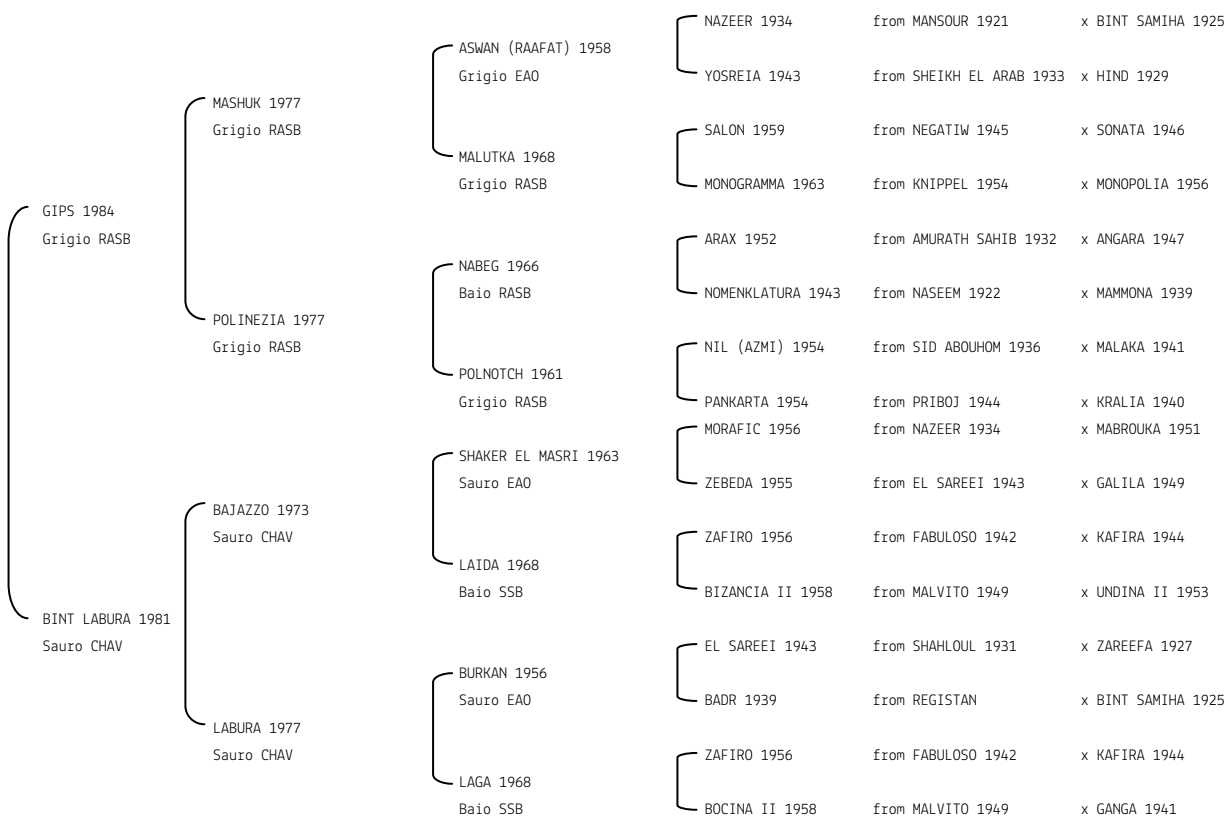 NAZEER 1934 from MANSOUR 1921 x BINT SAMIHA 1925
ASWAN (RAAFAT) 1958
Grigio EAO
YOSREIA 1943 from SHEIKH EL ARAB 1933 x HIND 1929
MASHUK 1977
Grigio RASB
SALON 1959 from NEGATIW 1945 x SONATA 1946
MALUTKA 1968
Grigio RASB
MONOGRAMMA 1963 from KNIPPEL 1954 x MONOPOLIA 1956
GIPS 1984
Grigio RASB
ARAX 1952 from AMURATH SAHIB 1932 x ANGARA 1947
NABEG 1966
Baio RASB
NOMENKLATURA 1943 from NASEEM 1922 x MAMMONA 1939
POLINEZIA 1977
Grigio RASB
NIL (AZMI) 1954 from SID ABOUHOM 1936 x MALAKA 1941
POLNOTCH 1961
Grigio RASB
PANKARTA 1954 from PRIBOJ 1944 x KRALIA 1940
MORAFIC 1956 from NAZEER 1934 x MABROUKA 1951
SHAKER EL MASRI 1963
Sauro EAO
ZEBEDA 1955 from EL SAREEI 1943 x GALILA 1949
BAJAZZO 1973
Sauro CHAV
ZAFIRO 1956 from FABULOSO 1942 x KAFIRA 1944
LAIDA 1968
Baio SSB
BIZANCIA II 1958 from MALVITO 1949 x UNDINA II 1953
BINT LABURA 1981
Sauro CHAV
EL SAREEI 1943 from SHAHLOUL 1931 x ZAREEFA 1927
BURKAN 1956
Sauro EAO
BADR 1939 from REGISTAN x BINT SAMIHA 1925
LABURA 1977
Sauro CHAV
ZAFIRO 1956 from FABULOSO 1942 x KAFIRA 1944
LAGA 1968
Baio SSB
BOCINA II 1958 from MALVITO 1949 x GANGA 1941